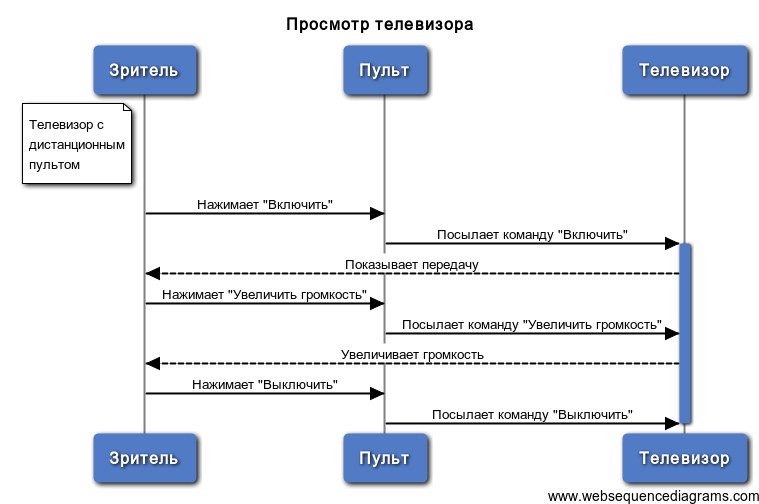 Просмотр телевизора
Зритель
Пульт
Телевизор
Телевизор с
дистанционным
пультом
Нажимает "Включить"
Посылает команду "Включить"
Показывает передачу
Нажимает "Увеличить громкость"
Посылает команду "Увеличить громкость"
Увеличивает громкость
Нажимает "Выключить"
Посылает команду "Выключить"
Зритель
Пульт
Телевизор
www.websequencediagrams.com